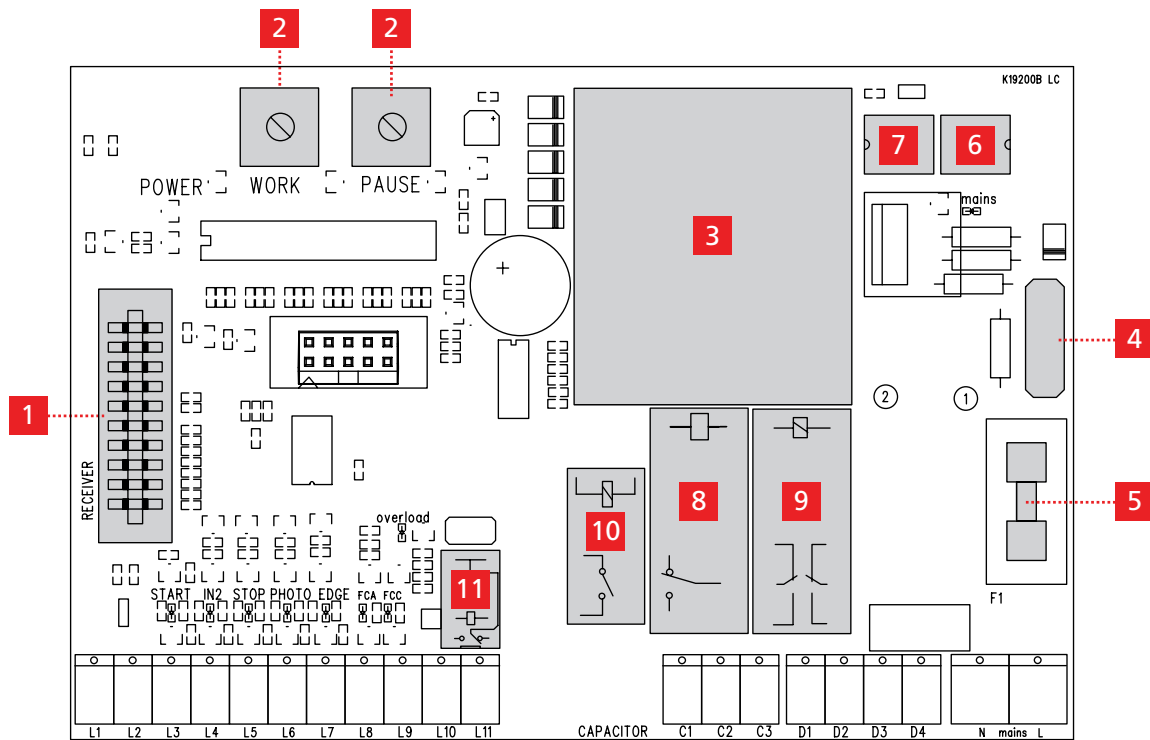 2 2
K19200B LC
7 6
POWER WORK PAUSE
mains
3
4
2 1
1
RECEIVER
5
8 9
10
overload
11
START IN2 STOP PHOTO EDGE FCA FCC
F1
L1 L2 L3 L4 L5 L6 L7 L8 L9 L10 L11 CAPACITOR C1 C2 C3 D1 D2 D3 D4 N mains L